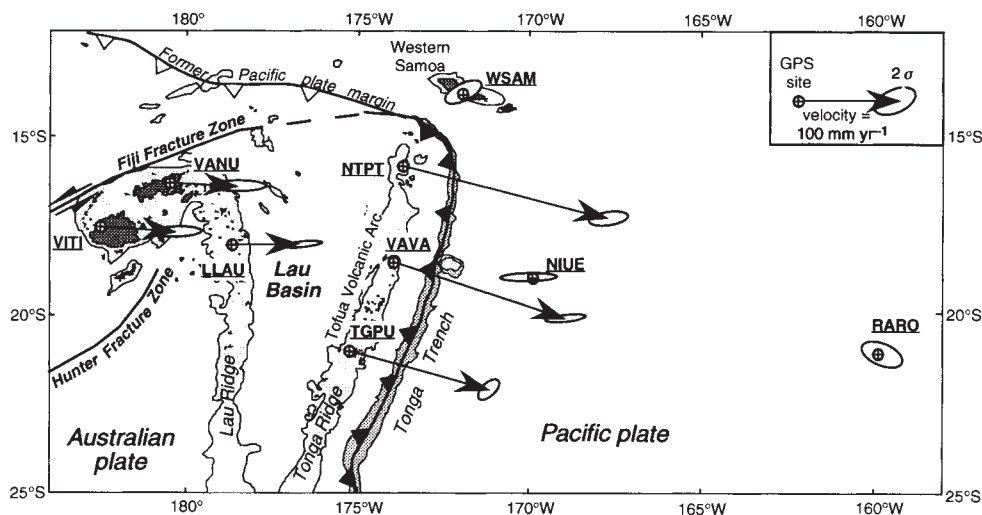 180° 175°W 170°W 160°W
Western
Samoa
WSAM
GPS
site
2 σ
velocity =
100 mm yr⁻¹
Former Pacific plate margin
15°S 15°S
Fiji Fracture Zone
VANU
NTPT
VITI
LLAU
Lau
Basin
VAVA
NIUE
Tofua Volcanic Arc
20°S 20°S
TGPU
RARO
Hunter Fracture Zone
Lau Ridge
Tonga Ridge
Tonga Trench
Australian
plate
Pacific plate
25°S 25°S
180° 175°W 170°W 165°W 160°W